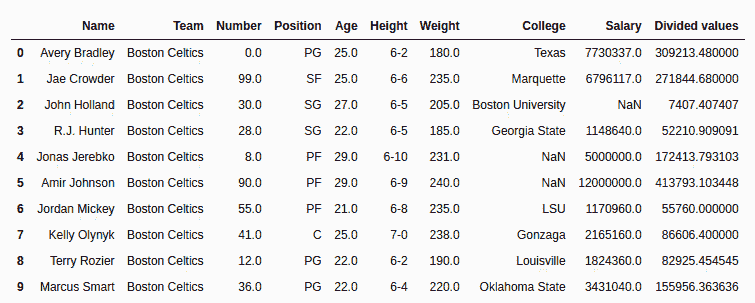 Name Team Number Position Age Height Weight College Salary Divided values
0 Avery Bradley Boston Celtics 0.0 PG 25.0 6-2 180.0 Texas 7730337.0 309213.480000
1 Jae Crowder Boston Celtics 99.0 SF 25.0 6-6 235.0 Marquette 6796117.0 271844.680000
2 John Holland Boston Celtics 30.0 SG 27.0 6-5 205.0 Boston University NaN 7407.407407
3 R.J. Hunter Boston Celtics 28.0 SG 22.0 6-5 185.0 Georgia State 1148640.0 52210.909091
4 Jonas Jerebko Boston Celtics 8.0 PF 29.0 6-10 231.0 NaN 5000000.0 172413.793103
5 Amir Johnson Boston Celtics 90.0 PF 29.0 6-9 240.0 NaN 12000000.0 413793.103448
6 Jordan Mickey Boston Celtics 55.0 PF 21.0 6-8 235.0 LSU 1170960.0 55760.000000
7 Kelly Olynyk Boston Celtics 41.0 C 25.0 7-0 238.0 Gonzaga 2165160.0 86606.400000
8 Terry Rozier Boston Celtics 12.0 PG 22.0 6-2 190.0 Louisville 1824360.0 82925.454545
9 Marcus Smart Boston Celtics 36.0 PG 22.0 6-4 220.0 Oklahoma State 3431040.0 155956.363636